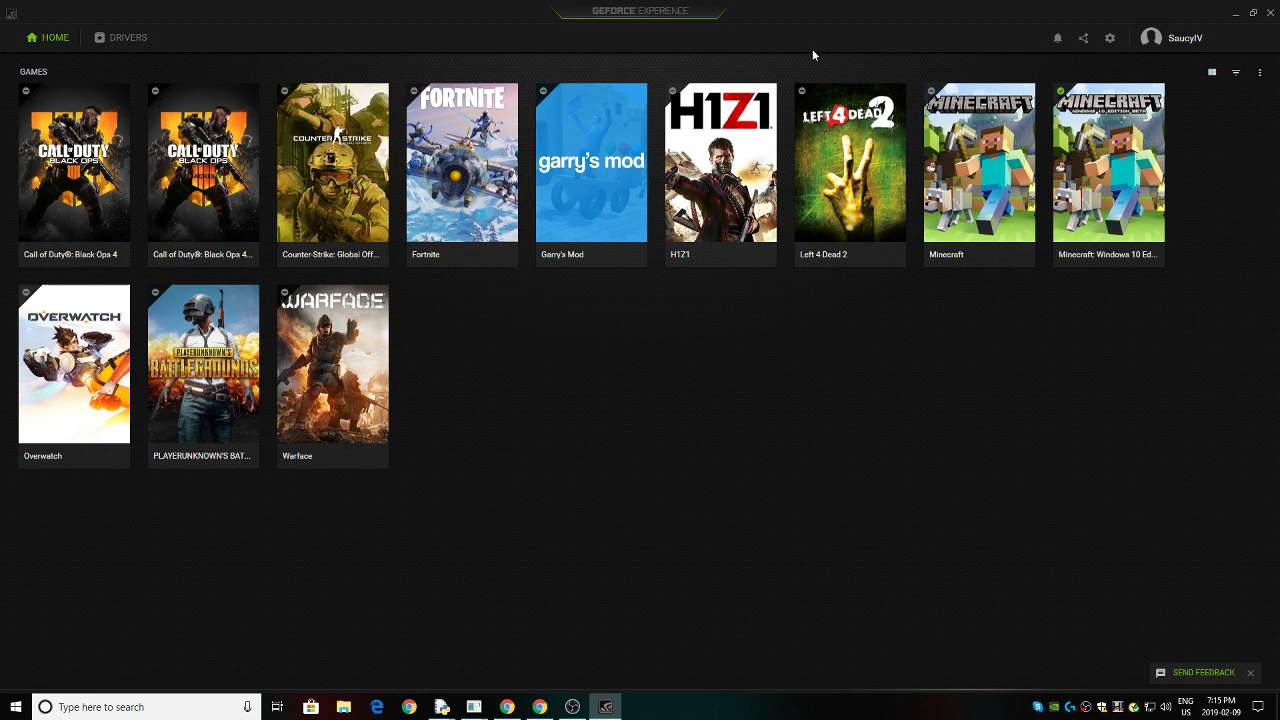 GEFORCE EXPERIENCE
HOME
DRIVERS
SaucyIV
GAMES
CALL OF DUTY
BLACK OPS
CALL OF DUTY
BLACK OPS
COUNTER STRIKE
FORTNITE
garry's mod
H1Z1
LEFT 4 DEAD 2
MINECRAFT
MINECRAFT
WINDOWS 10 EDITION BETA
Call of Duty®: Black Ops 4
Call of Duty®: Black Ops 4...
Counter-Strike: Global Off...
Fortnite
Garry's Mod
H1Z1
Left 4 Dead 2
Minecraft
Minecraft: Windows 10 Ed...
OVERWATCH
PLAYERUNKNOWN'S
BATTLEGROUNDS
WARFACE
Overwatch
PLAYERUNKNOWN'S BAT...
Warface
SEND FEEDBACK
Type here to search
ENG
US
7:15 PM
2019-02-09